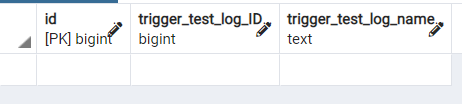 id
[PK] bigint
trigger_test_log_ID
bigint
trigger_test_log_name
text